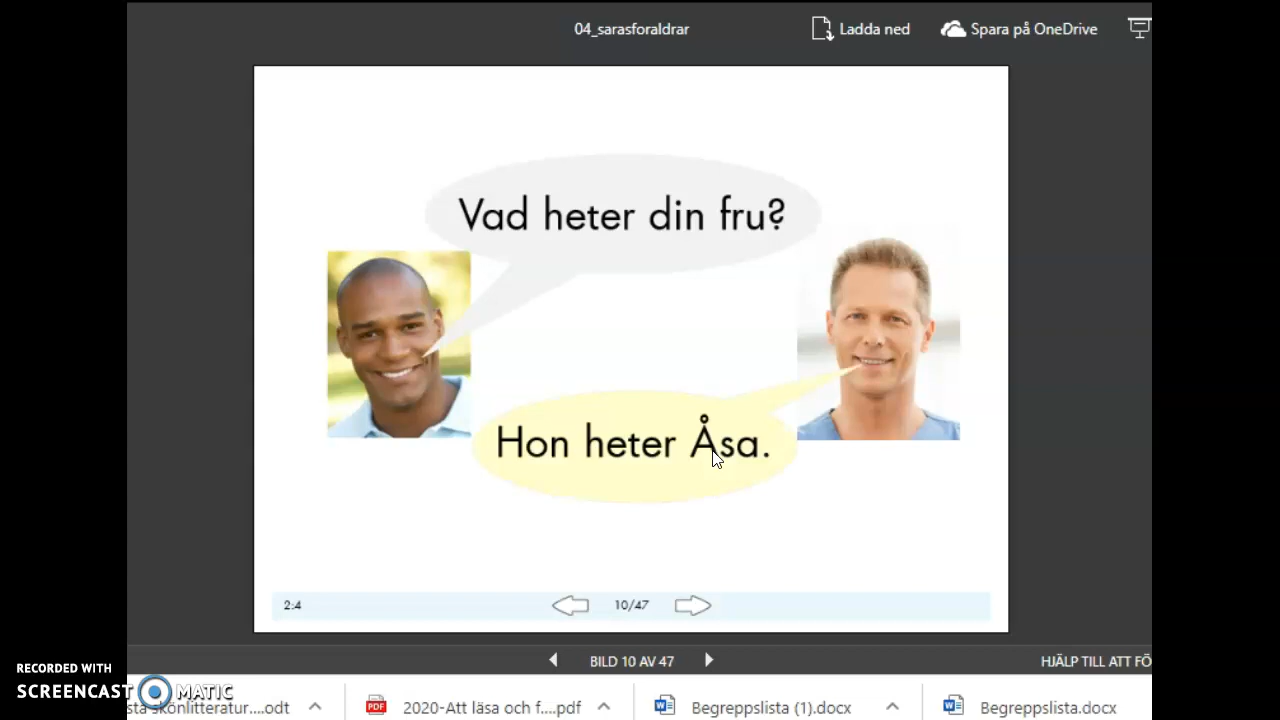 04_sarasforaldrar
Ladda ned
Spara på OneDrive
Vad heter din fru?
Hon heter Åsa.
2:4
10/47
BILD 10 AV 47
HJÄLP TILL ATT FÖ
RECORDED WITH
SCREENCAST MATIC
sta skönlitteratur....odt
PDF
2020-Att läsa och f....pdf
Begreppslista (1).docx
Begreppslista.docx